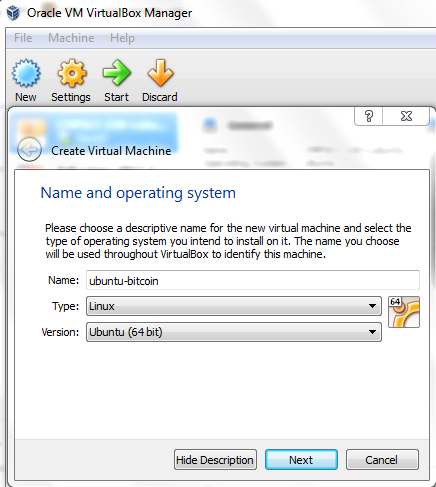 Oracle VM VirtualBox Manager
File Machine Help
New Settings Start Discard
?
Create Virtual Machine
Name and operating system
Please choose a descriptive name for the new virtual machine and select the
type of operating system you intend to install on it. The name you choose
will be used throughout VirtualBox to identify this machine.
Name: ubuntu-bitcoin
Type: Linux
64
Version: Ubuntu (64 bit)
Hide Description Next Cancel